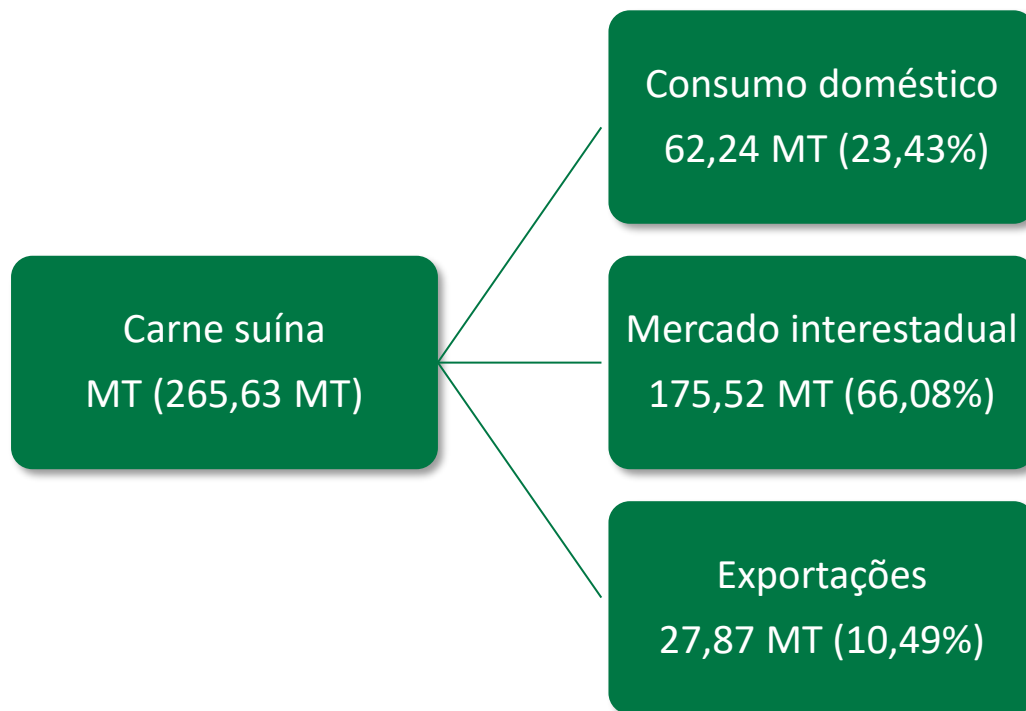 Consumo doméstico
62,24 MT (23,43%)
Carne suína
MT (265,63 MT)
Mercado interestadual
175,52 MT (66,08%)
Exportações
27,87 MT (10,49%)